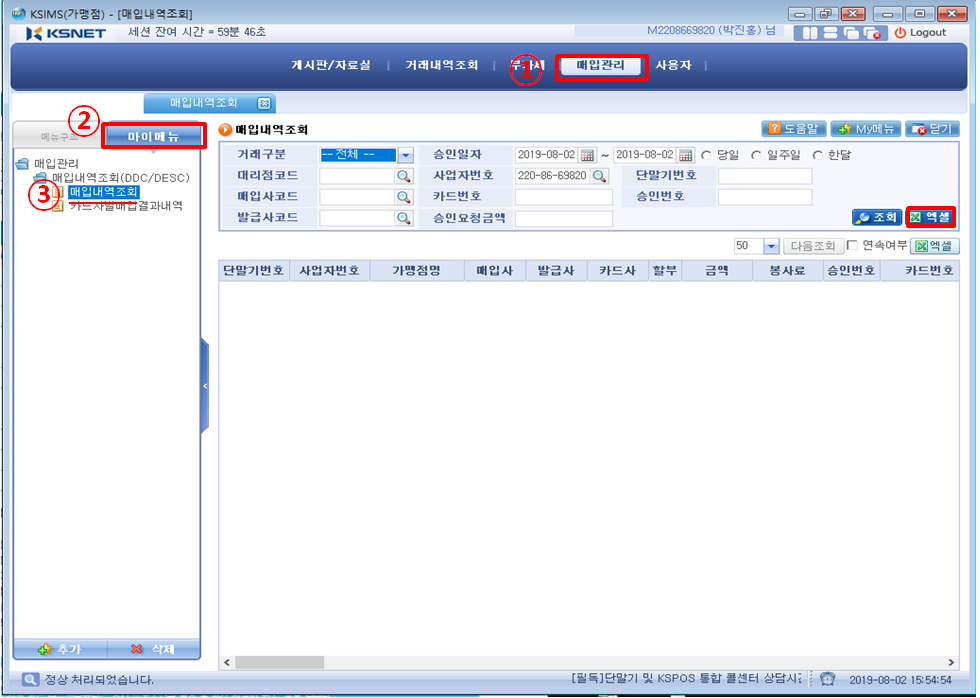 KSIMS(가맹점) - [매입내역조회]
KSNET 세션 잔여 시간 = 59분 46초 M2208669820 (박진홍) 님 Logout
게시판/자료실 | 거래내역조회 | ① 매입관리 사용자 |
매입내역조회
② 마이메뉴
매입내역조회 도움말 My메뉴 닫기
매입관리
매입내역조회(DDC/DESC)
③ 매입내역조회
카드사별매입결과내역
거래구분 -- 전체 -- 승인일자 2019-08-02 ~ 2019-08-02 당일 일주일 한달
대리점코드 사업자번호 220-86-69820 단말기번호
매입사코드 카드번호 승인번호
발급사코드 승인요청금액 조회 엑셀
50 다음조회 연속여부 엑셀
단말기번호 사업자번호 가맹점명 매입사 발급사 카드사 할부 금액 봉사료 승인번호 카드번호
추가 삭제
정상 처리되었습니다. [필독]단말기 및 KSPOS 통합 콜센터 상담시 2019-08-02 15:54:54